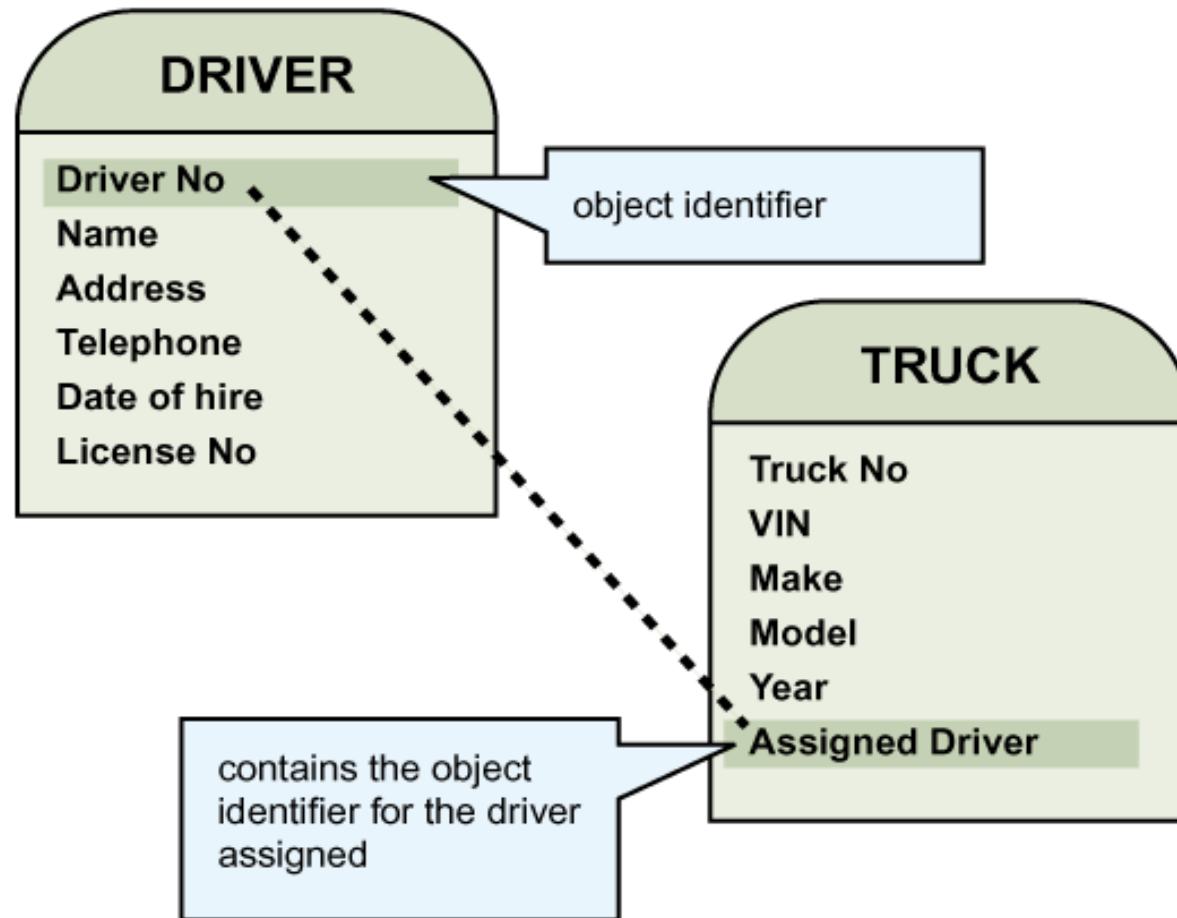 DRIVER
Driver No
Name
Address
Telephone
Date of hire
License No
object identifier
TRUCK
Truck No
VIN
Make
Model
Year
Assigned Driver
contains the object
identifier for the driver
assigned